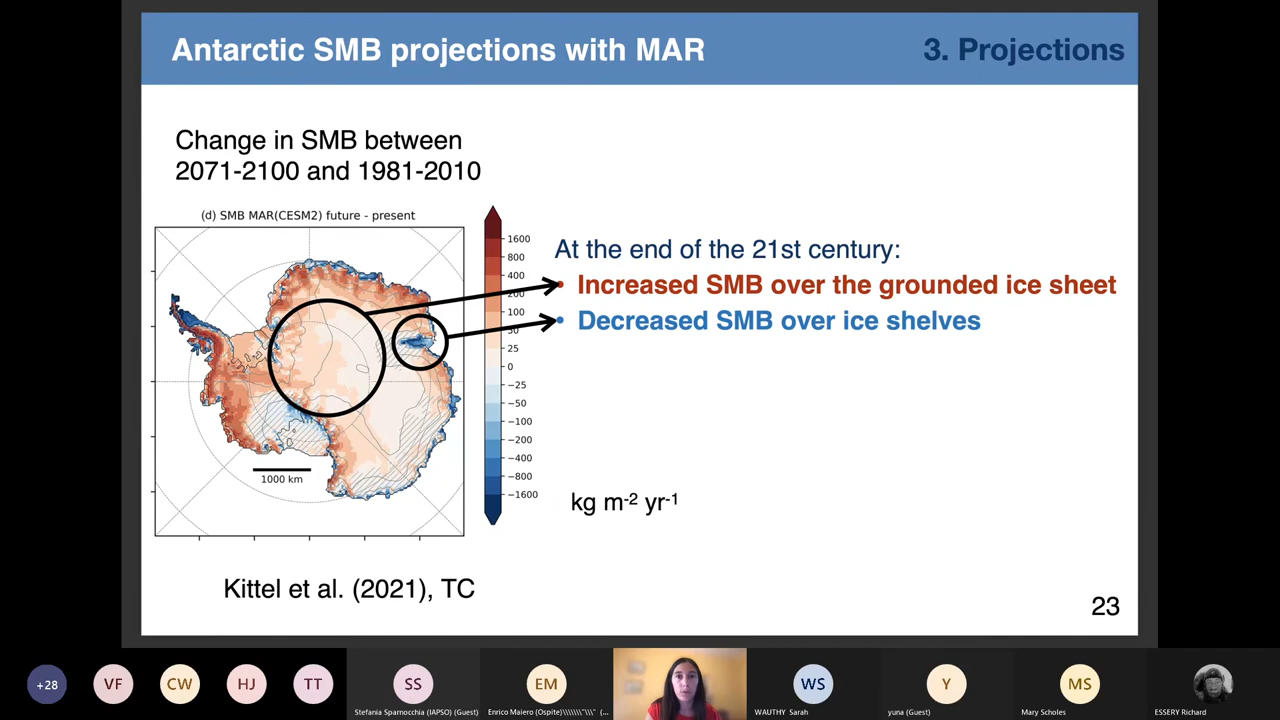 Antarctic SMB projections with MAR
3. Projections
Change in SMB between
2071-2100 and 1981-2010
(d) SMB MAR(CESM2) future - present
1600
800
400
200
100
50
25
0
−25
−50
−100
−200
−400
−800
−1600
1000 km
At the end of the 21st century:
• Increased SMB over the grounded ice sheet
• Decreased SMB over ice shelves
kg m-2 yr-1
Kittel et al. (2021), TC
23
+28
VF
CW
HJ
TT
SS
EM
WS
Y
MS
Stefania Sparnocchia (IAPSO) (Guest)
Enrico Maiero (Ospite)\\\\\\\"\\\" (...
WAUTHY Sarah
yuna (Guest)
Mary Scholes
ESSERY Richard